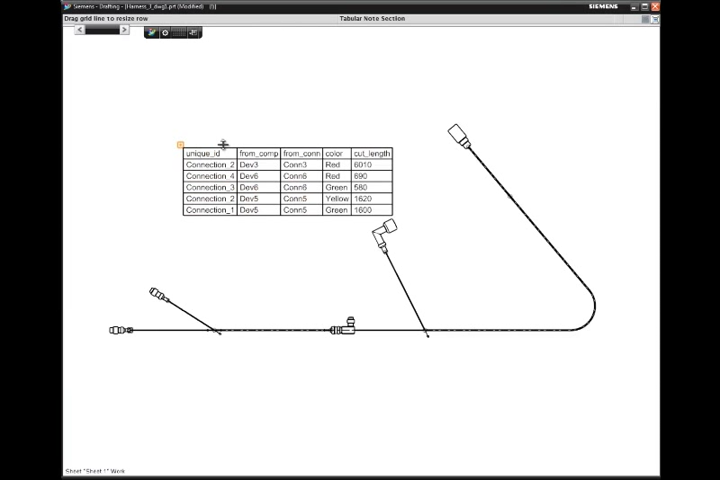 Siemens - Drafting - [Harness_3_dwg1.prt (Modified)]
SIEMENS
Drag grid line to resize row
Tabular Note Section
unique_id from_comp from_conn color cut_length
Connection_2 Dev3 Conn3 Red 6010
Connection_4 Dev6 Conn6 Red 690
Connection_3 Dev6 Conn6 Green 580
Connection_2 Dev5 Conn5 Yellow 1620
Connection_1 Dev5 Conn5 Green 1600
Sheet "Sheet 1" Work